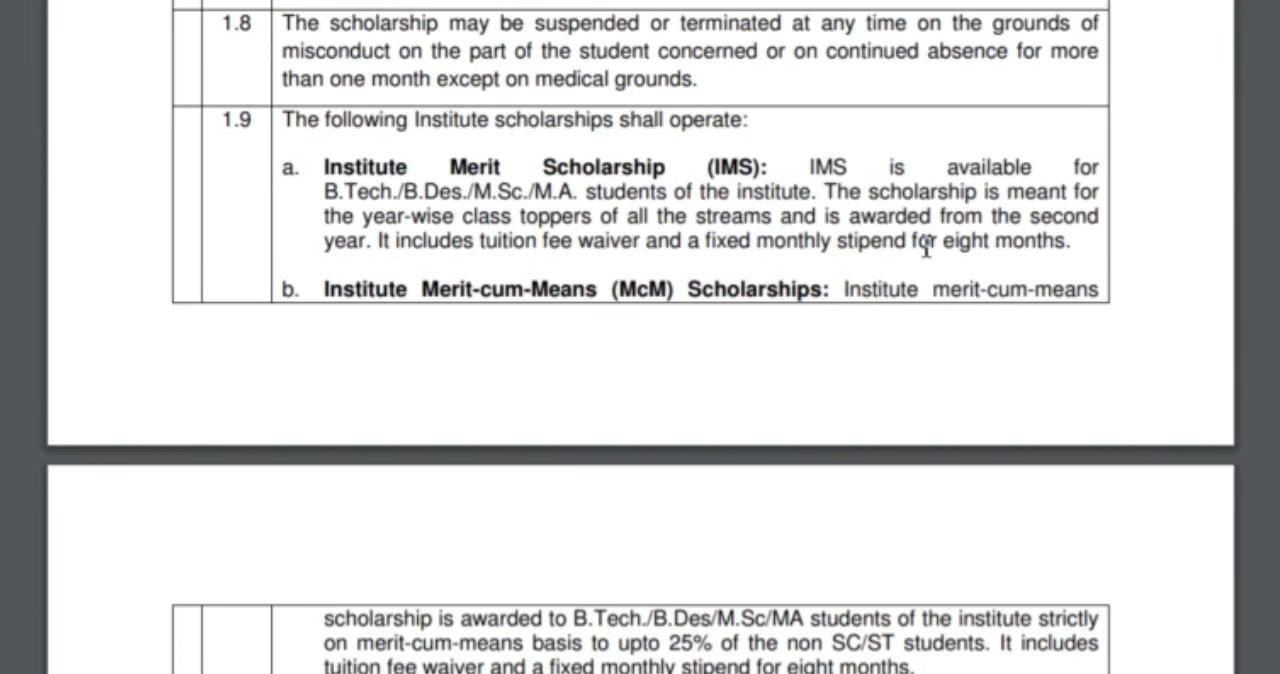 1.8 The scholarship may be suspended or terminated at any time on the grounds of
misconduct on the part of the student concerned or on continued absence for more
than one month except on medical grounds.
1.9 The following Institute scholarships shall operate:
a. Institute Merit Scholarship (IMS): IMS is available for
B.Tech./B.Des./M.Sc./M.A. students of the institute. The scholarship is meant for
the year-wise class toppers of all the streams and is awarded from the second
year. It includes tuition fee waiver and a fixed monthly stipend for eight months.
b. Institute Merit-cum-Means (McM) Scholarships: Institute merit-cum-means
scholarship is awarded to B.Tech./B.Des/M.Sc/MA students of the institute strictly
on merit-cum-means basis to upto 25% of the non SC/ST students. It includes
tuition fee waiver and a fixed monthly stipend for eight months.